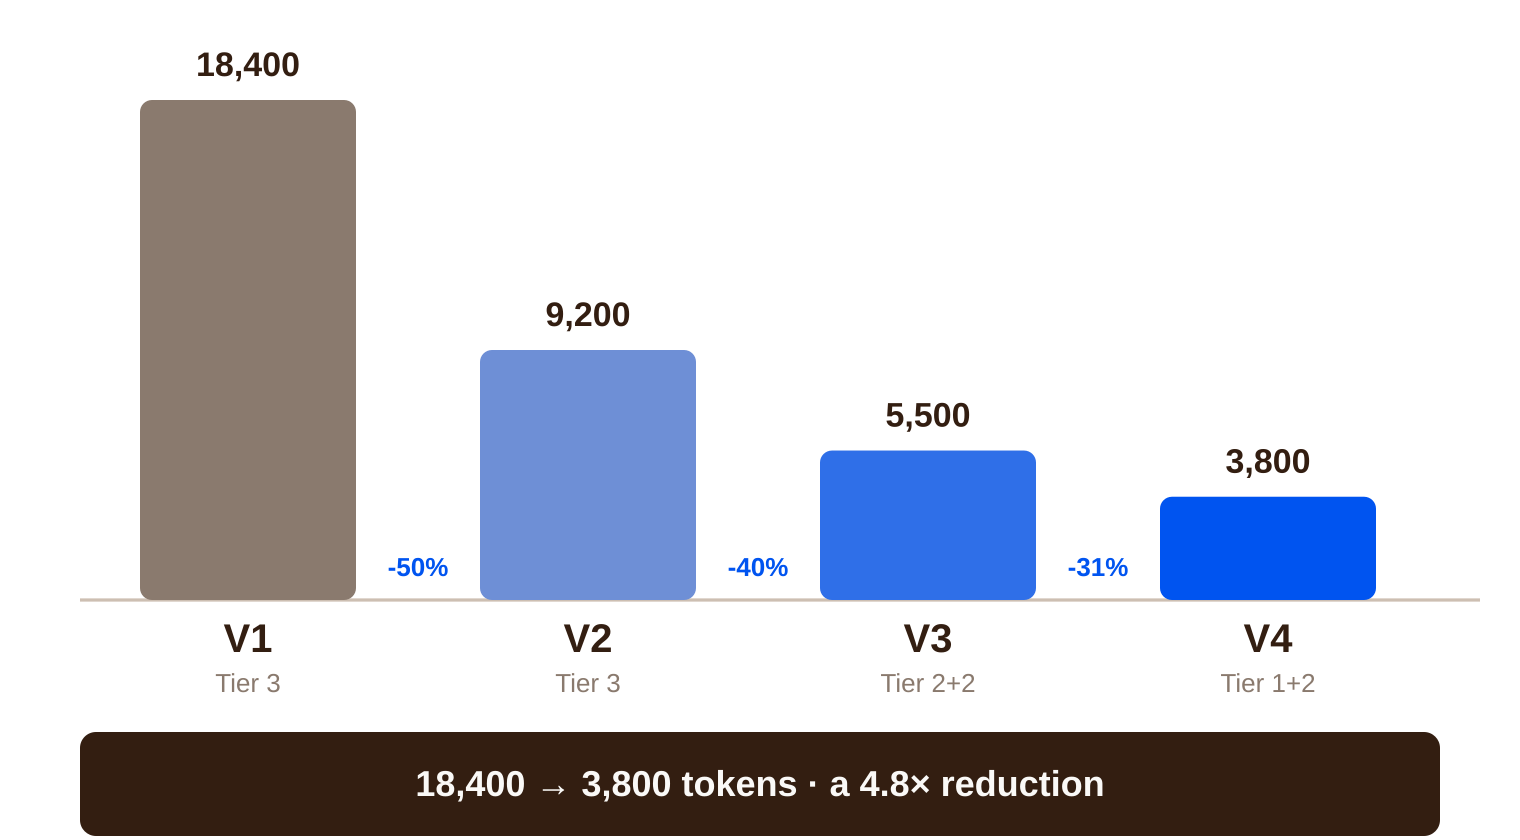 18,400
9,200
5,500
3,800
-50%
-40%
-31%
V1
V2
V3
V4
Tier 3
Tier 3
Tier 2+2
Tier 1+2
18,400 → 3,800 tokens · a 4.8× reduction